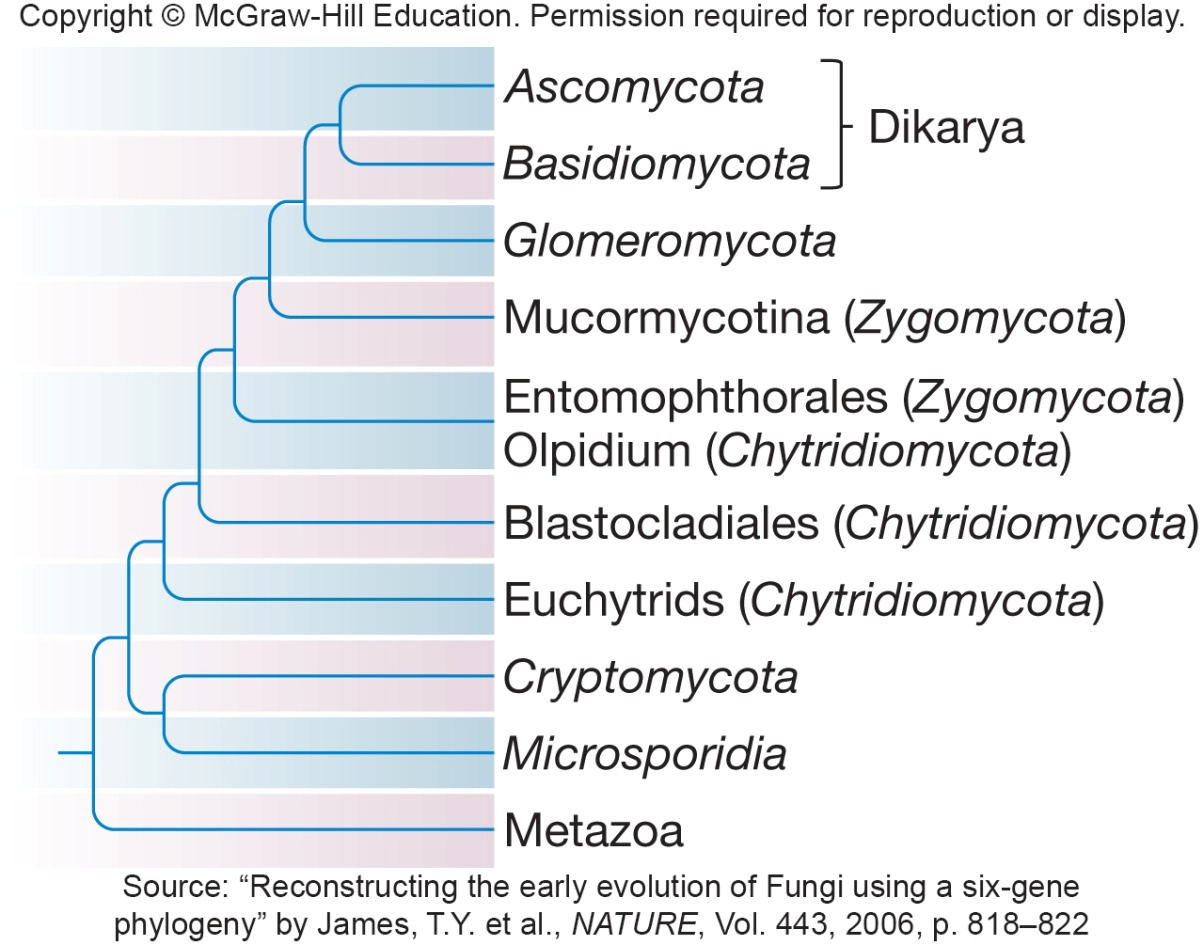 Copyright © McGraw-Hill Education. Permission required for reproduction or display.
Ascomycota
Basidiomycota
Dikarya
Glomeromycota
Mucormycotina (Zygomycota)
Entomophthorales (Zygomycota)
Olpidium (Chytridiomycota)
Blastocladiales (Chytridiomycota)
Euchytrids (Chytridiomycota)
Cryptomycota
Microsporidia
Metazoa
Source: “Reconstructing the early evolution of Fungi using a six-gene
phylogeny” by James, T.Y. et al., NATURE, Vol. 443, 2006, p. 818–822